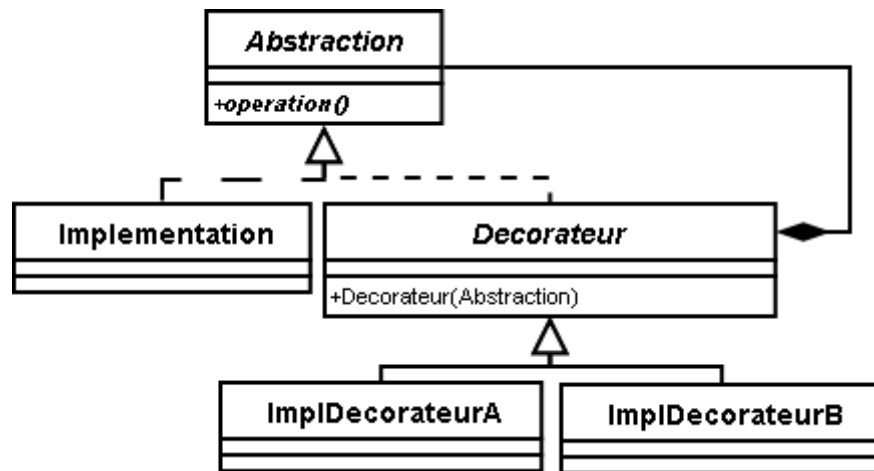 Abstraction
+operation()
Implementation
Decorateur
+Decorateur(Abstraction)
ImplDecorateurA
ImplDecorateurB